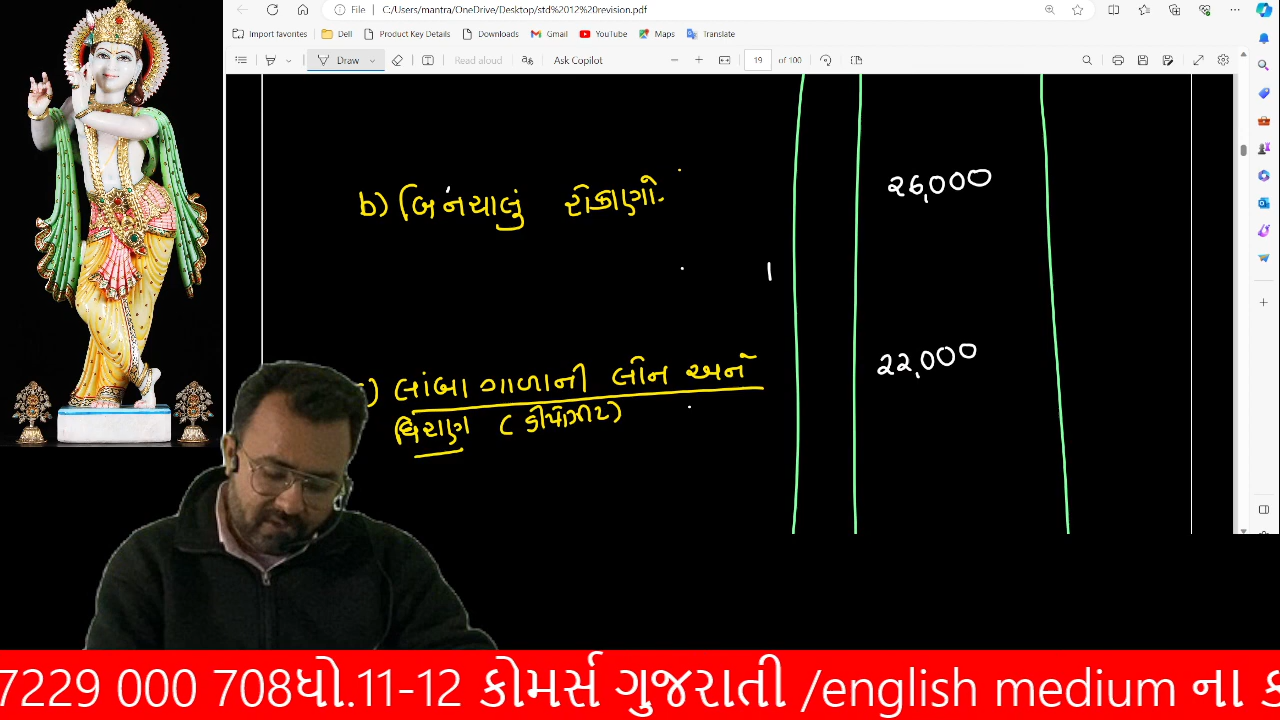 File
C:/Users/mantra/OneDrive/Desktop/std%2012%20revision.pdf
Import favorites Dell Product Key Details Downloads Gmail YouTube Maps Translate
Draw Read aloud Ask Copilot 19 of 100
b) બિનચાલું રોકાણો. ૨૬,૦૦૦
c) લાંબા ગાળાની લોન અને ૨૨,૦૦૦
ધિરાણ (ડીપોઝીટ)
7229 000 708ધો.11-12 કોમર્સ ગુજરાતી /english medium ના